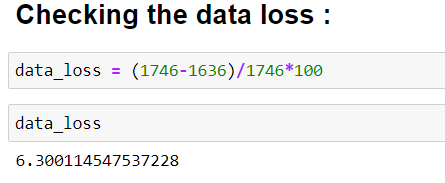 Checking the data loss :
data_loss = (1746-1636)/1746*100
data_loss
6.300114547537228